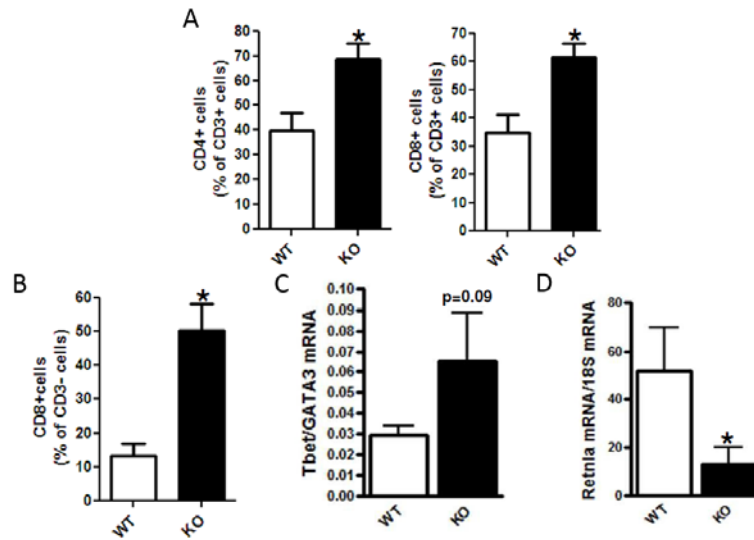 A
CD4+ cells
(% of CD3+ cells)
80
70
60
50
40
30
20
10
0
*
WT
KO
CD8+ cells
(% of CD3+ cells)
70
60
50
40
30
20
10
0
*
WT
KO
B
CD8+cells
(% of CD3- cells)
60
50
40
30
20
10
0
*
WT
KO
C
Tbet/GATA3 mRNA
0.10
0.09
0.08
0.07
0.06
0.05
0.04
0.03
0.02
0.01
0.00
p=0.09
WT
KO
D
Retnla mRNA/18S mRNA
80
60
40
20
0
*
WT
KO